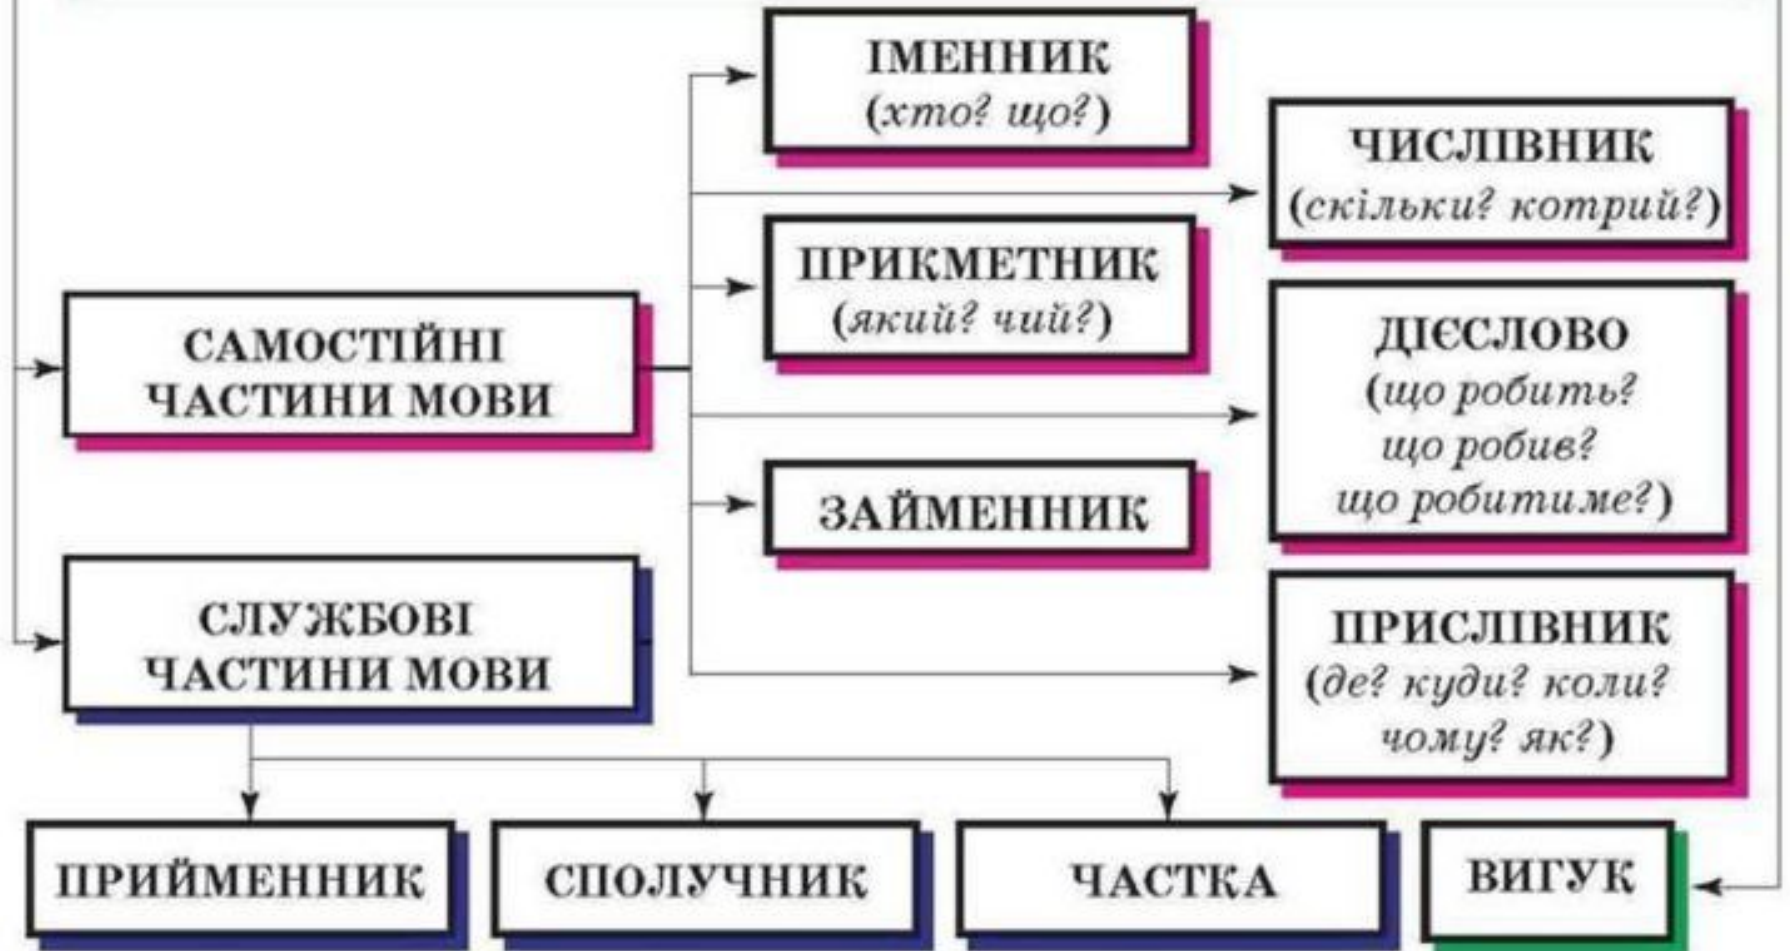 ІМЕННИК
(хто? що?)
ЧИСЛІВНИК
(скільки? котрий?)
ПРИКМЕТНИК
(який? чий?)
САМОСТІЙНІ
ЧАСТИНИ МОВИ
ДІЄСЛОВО
(що робить?
що робив?
що робитиме?)
ЗАЙМЕННИК
СЛУЖБОВІ
ЧАСТИНИ МОВИ
ПРИСЛІВНИК
(де? куди? коли?
чому? як?)
ПРИЙМЕННИК
СПОЛУЧНИК
ЧАСТКА
ВИГУК